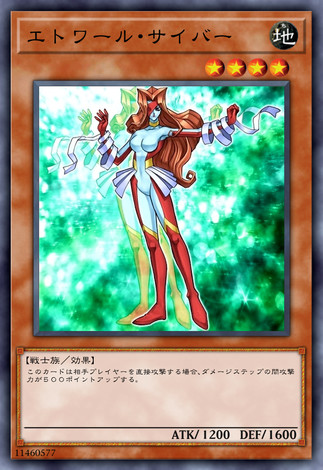 エトワール・サイバー
地
【戦士族／効果】
このカードは相手プレイヤーを直接攻撃する場合、ダメージステップの間攻撃
力が５００ポイントアップする。
ATK/1200 DEF/1600
11460577